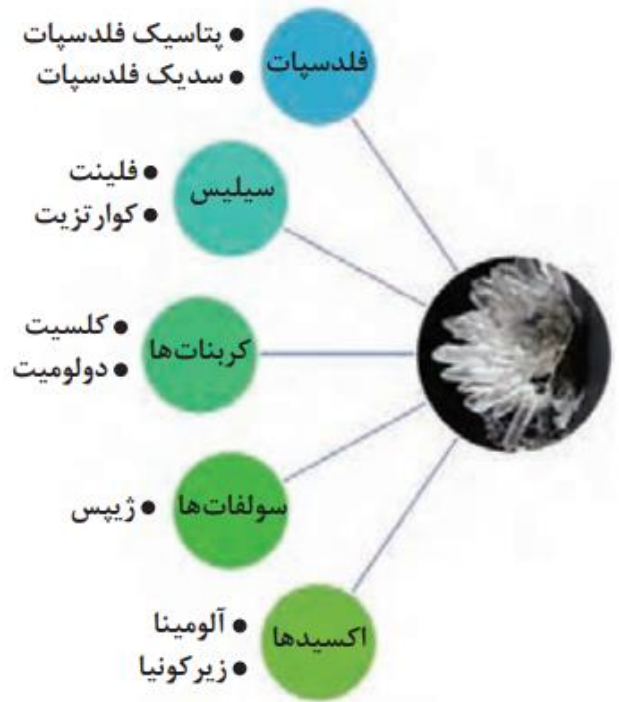 فلدسپات
● پتاسیک فلدسپات
● سدیک فلدسپات
سیلیس
● فلینت
● کوارتزیت
کربنات‌ها
● کلسیت
● دولومیت
سولفات‌ها
● ژیپس
اکسیدها
● آلومینا
● زیرکونیا